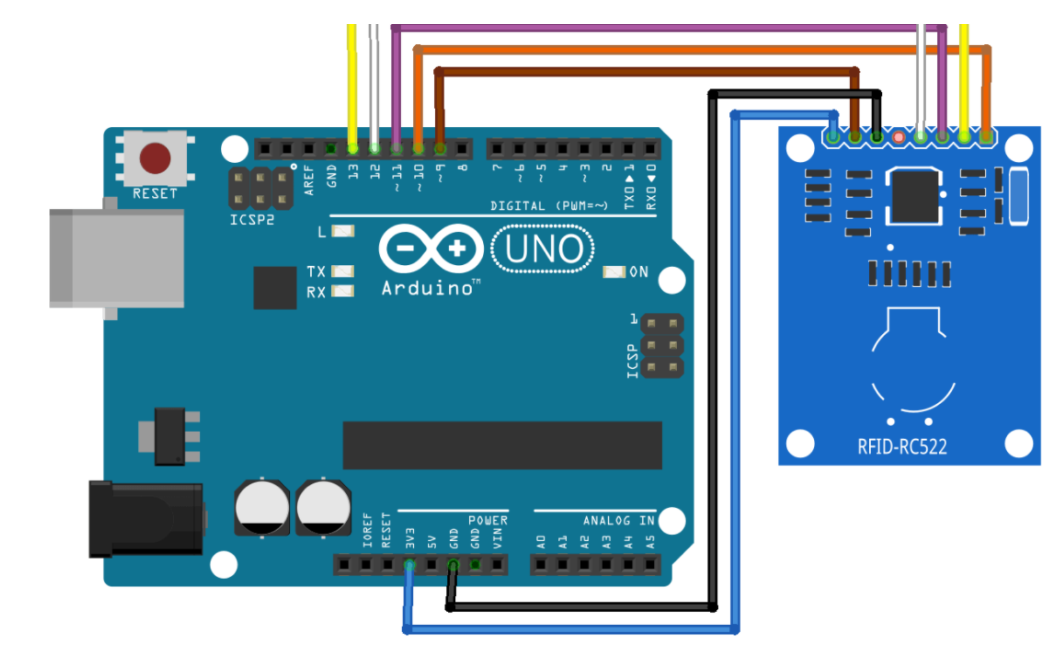 RESET
ICSP2
AREF
GND
13
12
~11
~10
~9
8
7
~6
~5
4
~3
2
TX0▶1
RX0◀0
DIGITAL (PWM=~)
L
TX
RX
UNO
Arduino™
ON
1
ICSP
RFID-RC522
POWER
ANALOG IN
IOREF
RESET
3V3
5V
GND
GND
VIN
A0
A1
A2
A3
A4
A5